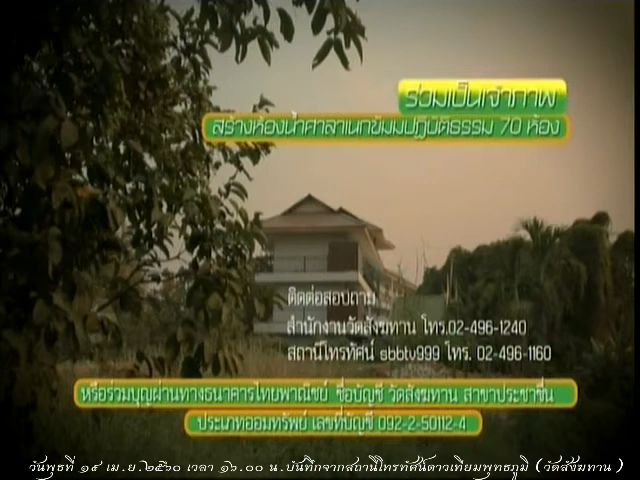 ร่วมเป็นเจ้าภาพ
สร้างห้องน้ำศาลาเนกขัมมปฏิบัติธรรม 70 ห้อง
ติดต่อสอบถาม
สำนักงานวัดสังฆทาน โทร.02-496-1240
สถานีโทรทัศน์ sbbtv999 โทร. 02-496-1160
หรือร่วมบุญผ่านทางธนาคารไทยพาณิชย์ ชื่อบัญชี วัดสังฆทาน สาขาประชาชื่น
ประเภทออมทรัพย์ เลขที่บัญชี 092-2-50112-4
วันพุธที่ ๑๙ เม.ย.๒๕๖๐ เวลา ๑๖.๐๐ น.บันทึกจากสถานีโทรทัศน์ดาวเทียมพุทธภูมิ (วัดสังฆทาน)